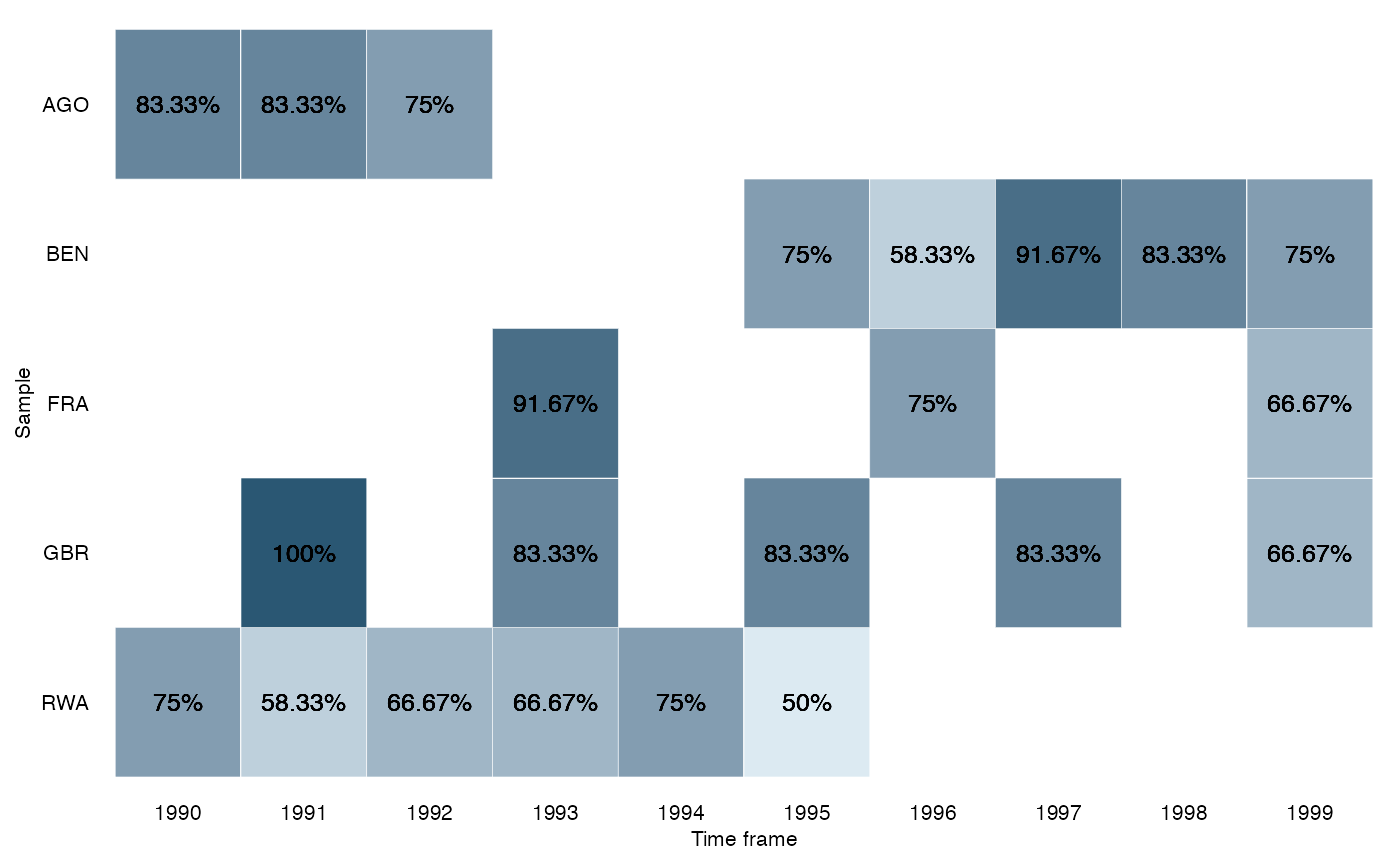 AGO 83.33% 83.33% 75%
BEN 75% 58.33% 91.67% 83.33% 75%
Sample
FRA 91.67% 75% 66.67%
GBR 100% 83.33% 83.33% 83.33% 66.67%
RWA 75% 58.33% 66.67% 66.67% 75% 50%
1990 1991 1992 1993 1994 1995 1996 1997 1998 1999
Time frame